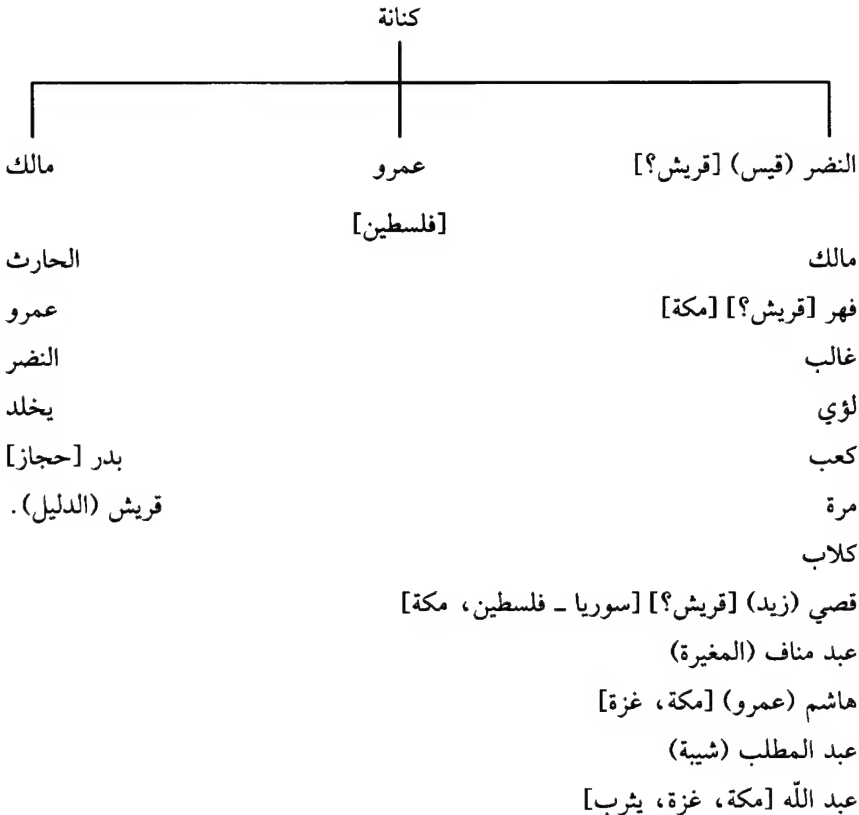 كنانة
النضر (قيس) [قريش؟] عمرو مالك
[فلسطين]
مالك الحارث
فهر [قريش؟] [مكة] عمرو
غالب النضر
لؤي يخلد
كعب بدر [حجاز]
مرة قريش (الدليل).
كلاب
قصي (زيد) [قريش؟] [سوريا ـ فلسطين، مكة]
عبد مناف (المغيرة)
هاشم (عمرو) [مكة، غزة]
عبد المطلب (شيبة)
عبد اللّه [مكة، غزة، يثرب]